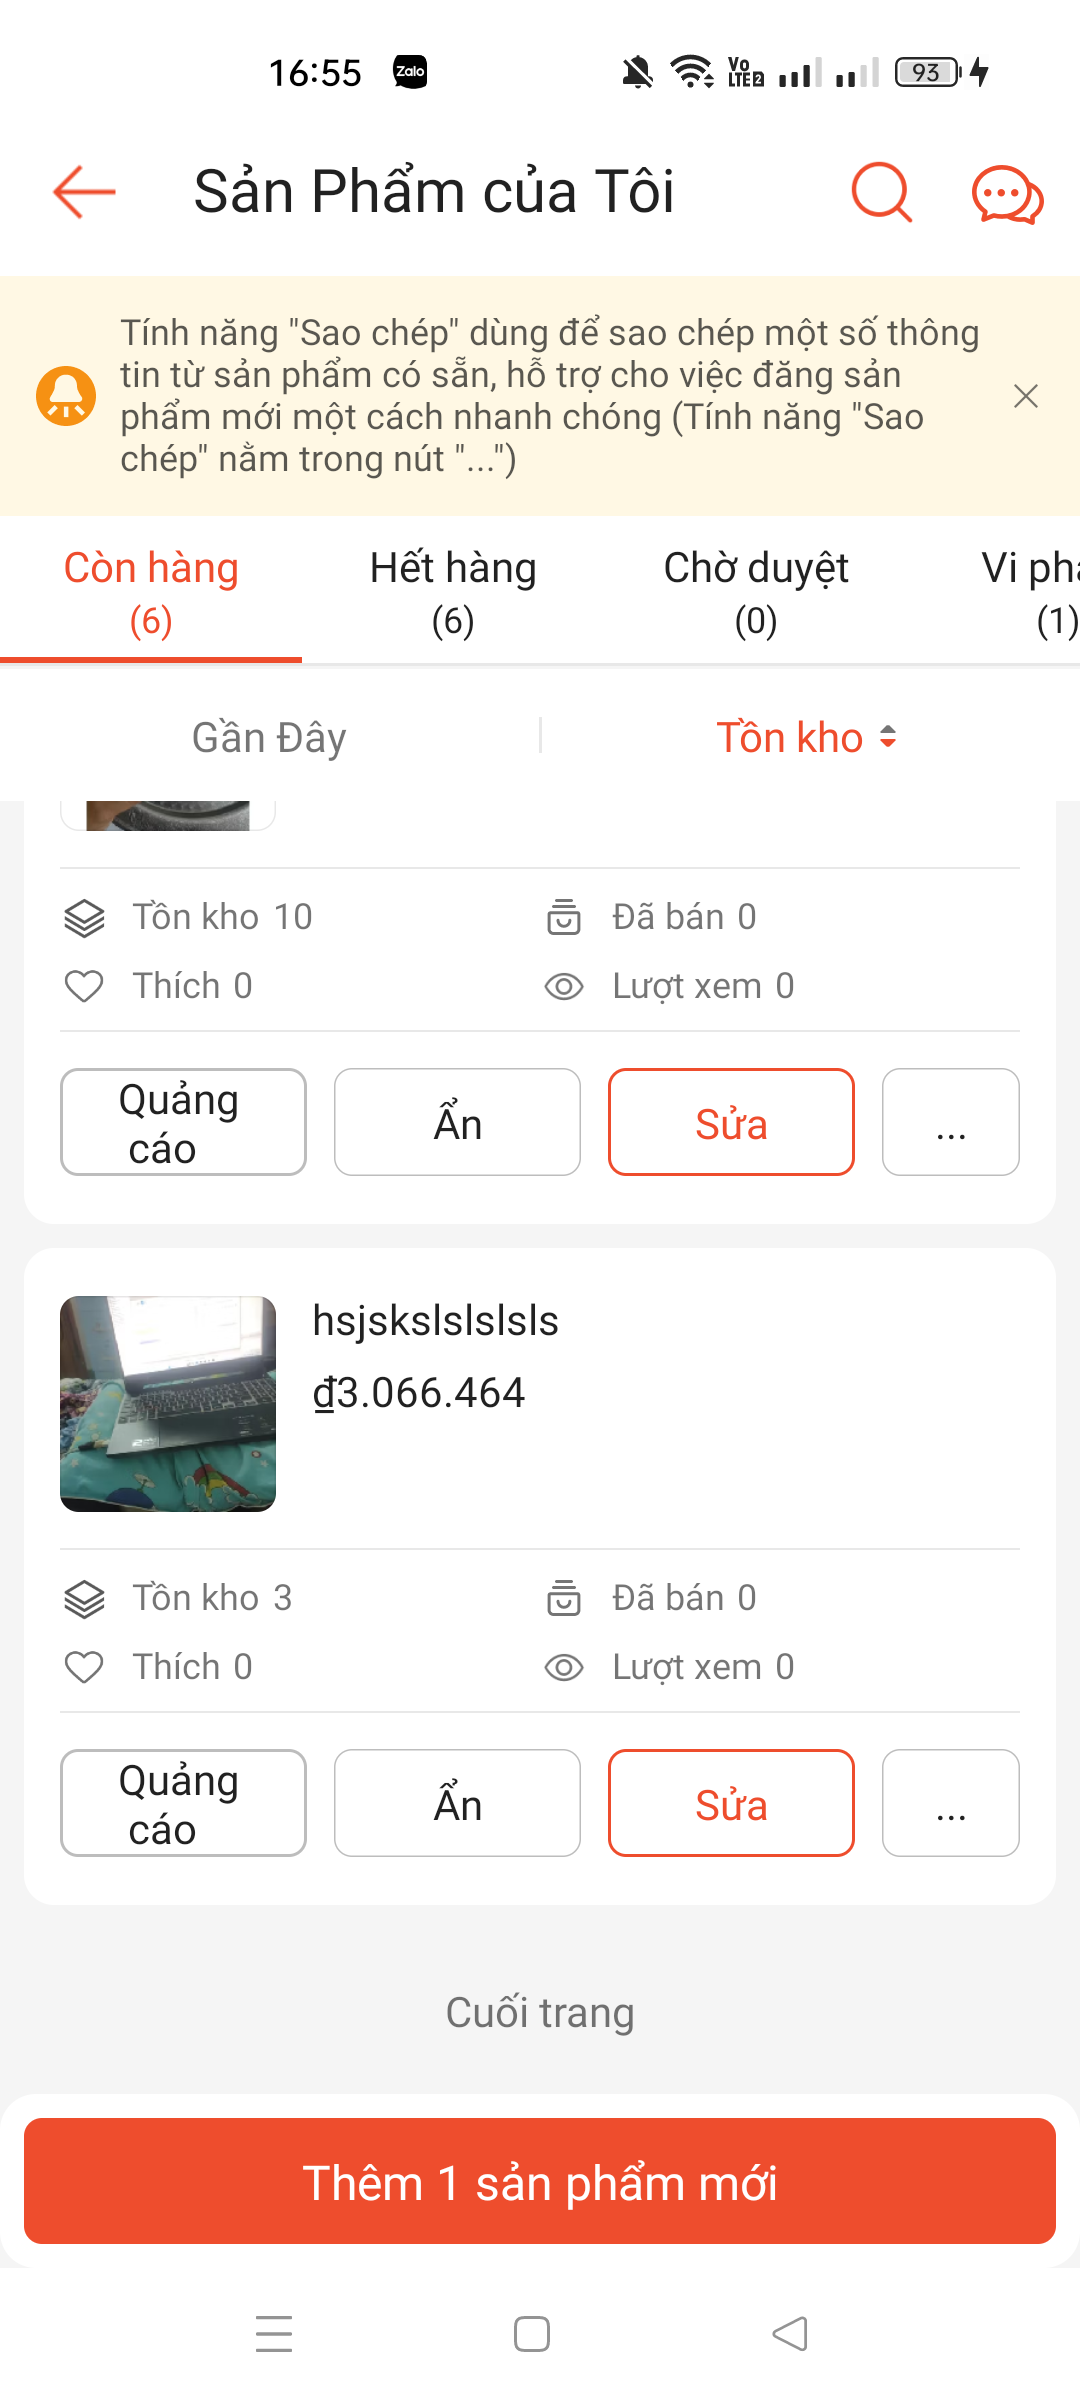 16:55 Zalo Vo LTE 2 93
Sản Phẩm của Tôi
Tính năng "Sao chép" dùng để sao chép một số thông
tin từ sản phẩm có sẵn, hỗ trợ cho việc đăng sản
phẩm mới một cách nhanh chóng (Tính năng "Sao
chép" nằm trong nút "...")
Còn hàng Hết hàng Chờ duyệt Vi phạ
(6) (6) (0) (1)
Gần Đây Tồn kho
Tồn kho 10 Đã bán 0
Thích 0 Lượt xem 0
Quảng
cáo
Ẩn Sửa ...
hsjskslslslsls
₫3.066.464
Tồn kho 3 Đã bán 0
Thích 0 Lượt xem 0
Quảng
cáo
Ẩn Sửa ...
Cuối trang
Thêm 1 sản phẩm mới